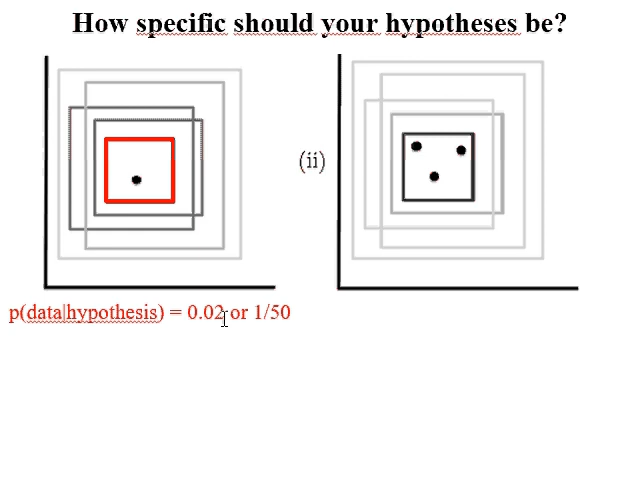 How specific should your hypotheses be?
(ii)
p(data|hypothesis) = 0.02 or 1/50